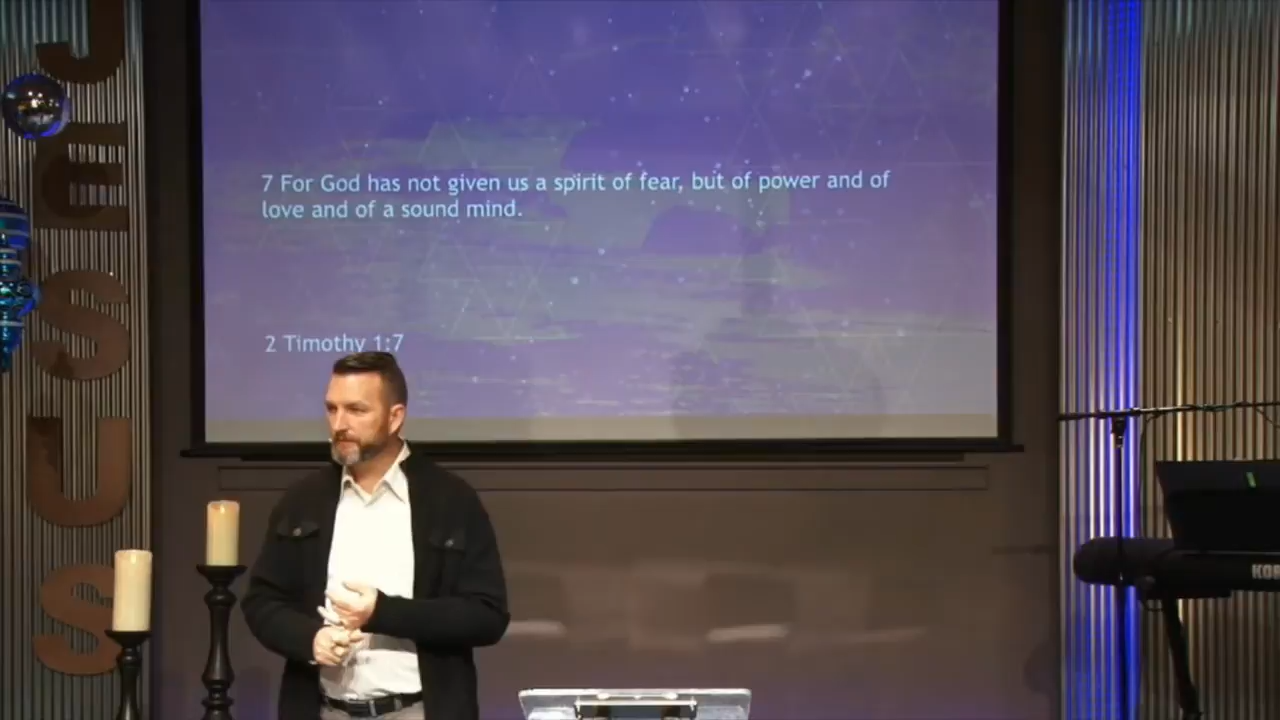 JESUS
7 For God has not given us a spirit of fear, but of power and of
love and of a sound mind.
2 Timothy 1:7